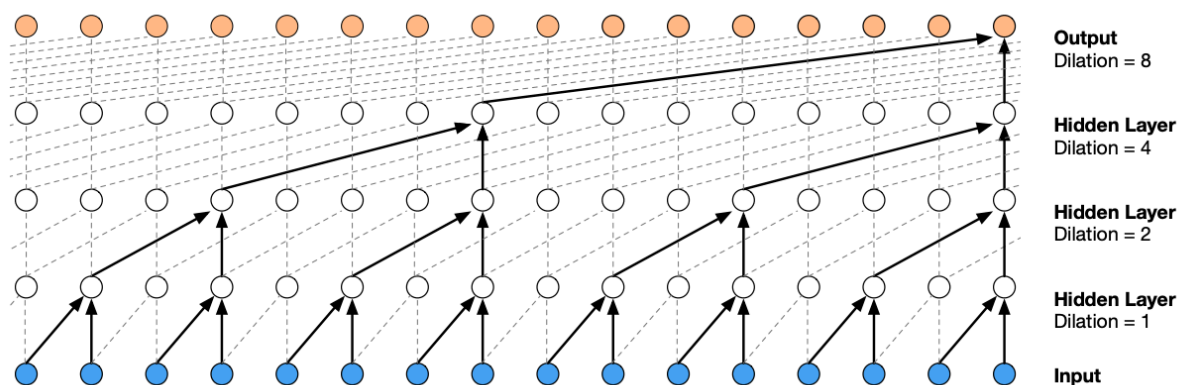 Output
Dilation = 8
Hidden Layer
Dilation = 4
Hidden Layer
Dilation = 2
Hidden Layer
Dilation = 1
Input